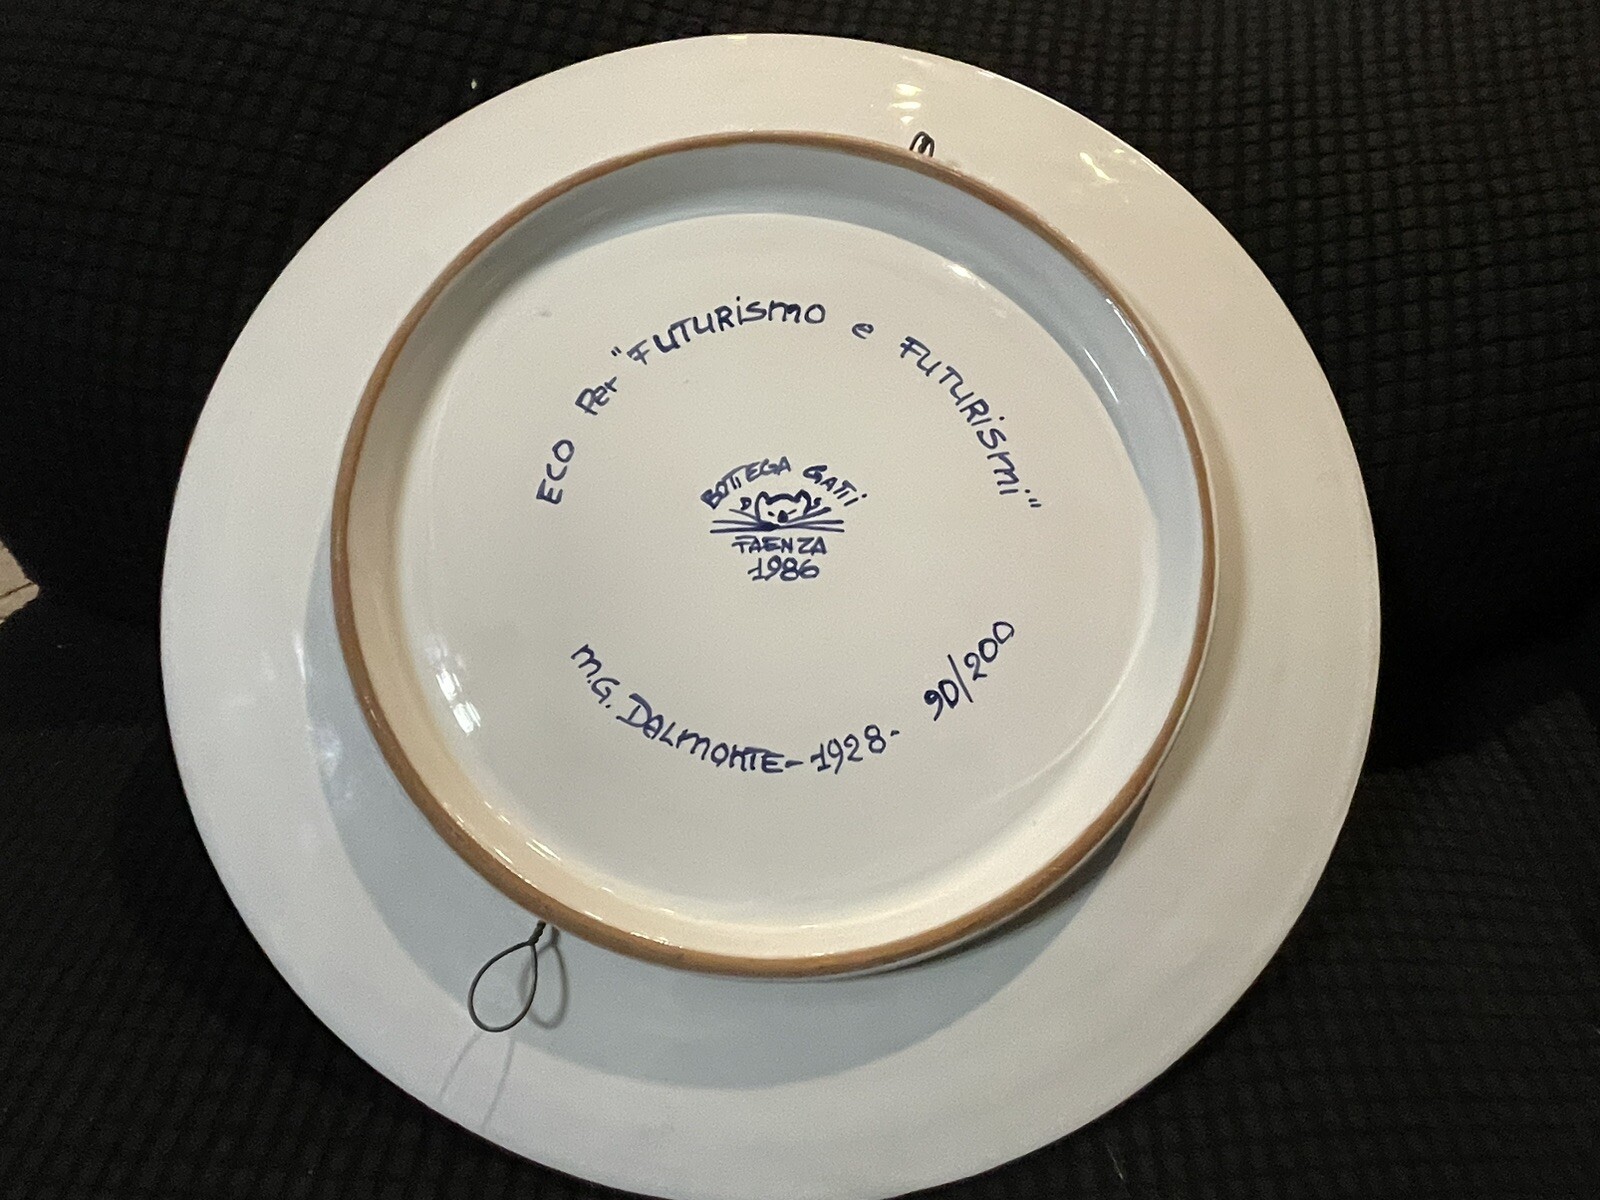 ECO Per "FUTURISMO e FUTURISMI"
BOTTEGA GATTI
D G
FAENZA
1986
M.G. DALMONTE - 1928 - 90/200